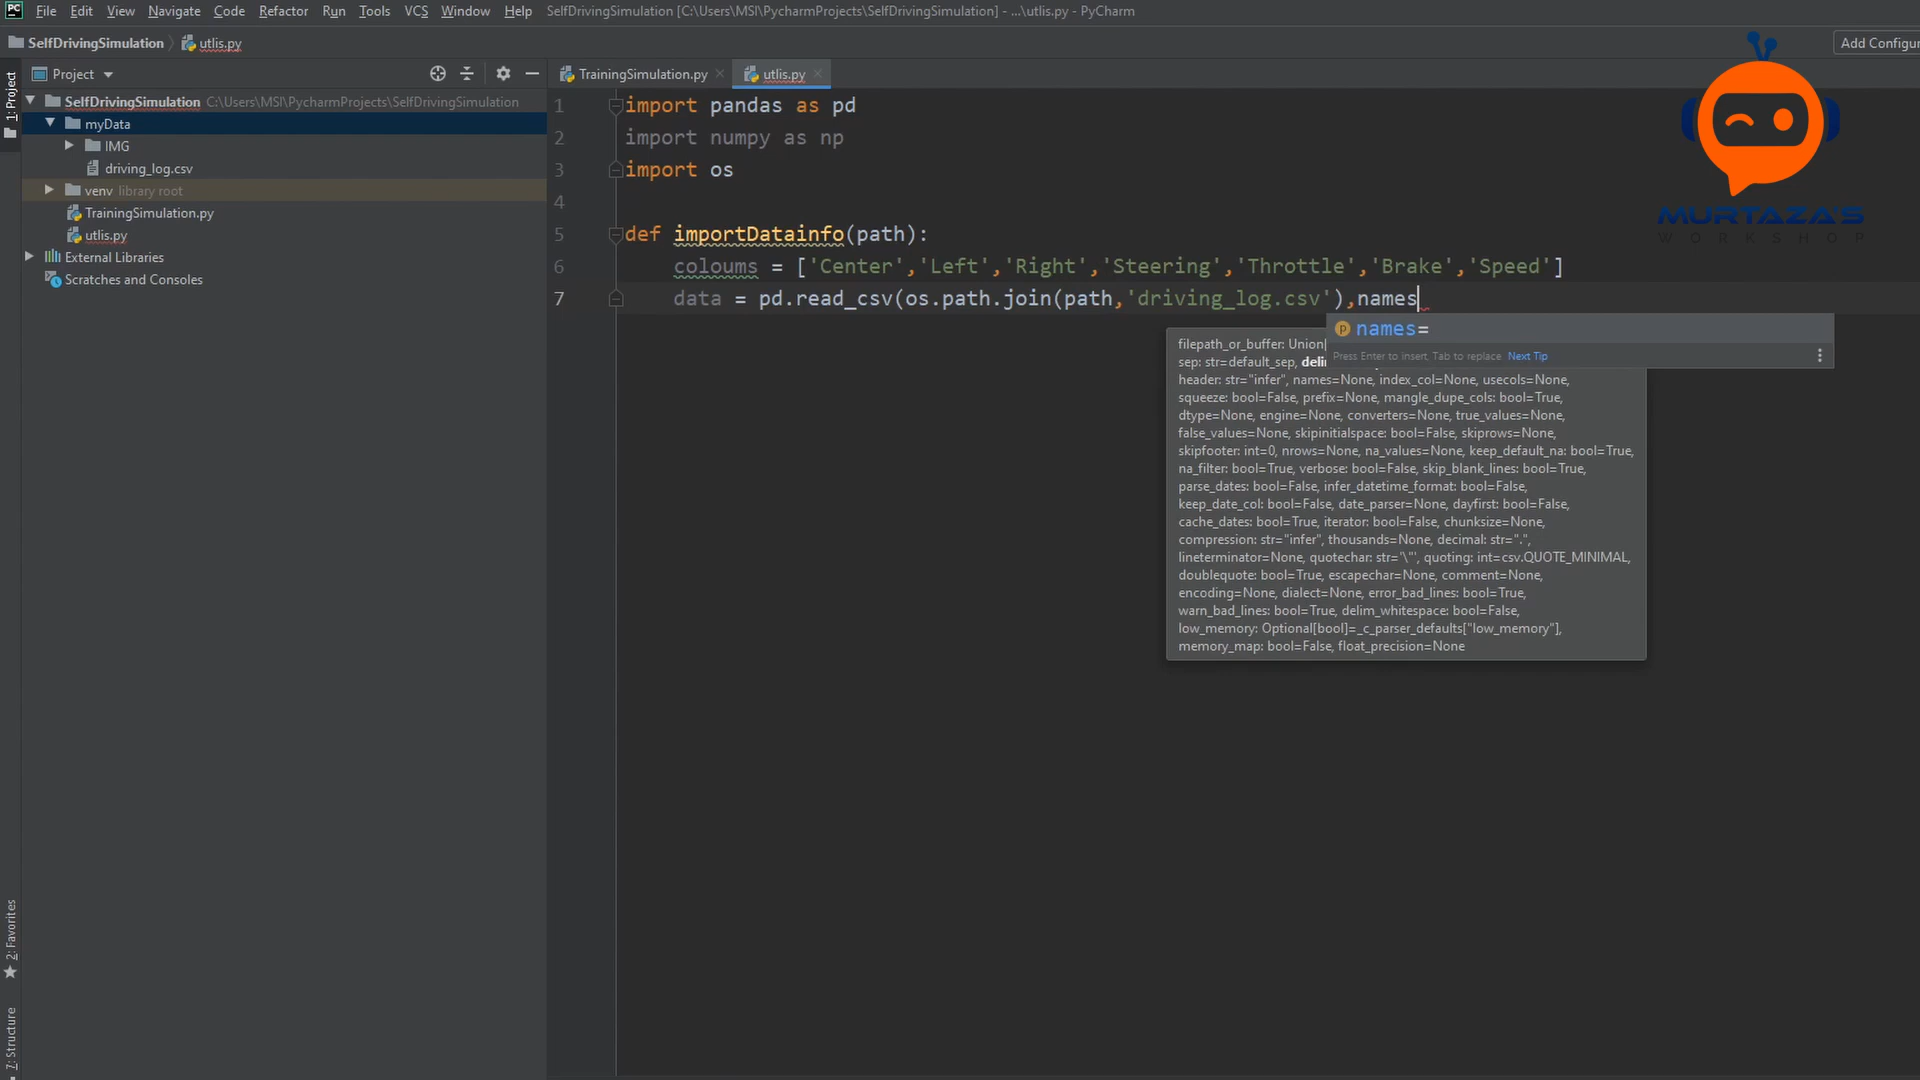 PC File Edit View Navigate Code Refactor Run Tools VCS Window Help SelfDrivingSimulation [C:\Users\MSI\PycharmProjects\SelfDrivingSimulation] - ...\utlis.py - PyCharm
SelfDrivingSimulation utlis.py Add Configur
Project
TrainingSimulation.py utlis.py
1: Project
SelfDrivingSimulation C:\Users\MSI\PycharmProjects\SelfDrivingSimulation
myData
IMG
driving_log.csv
venv library root
TrainingSimulation.py
utlis.py
External Libraries
Scratches and Consoles
2: Favorites
7: Structure
1 import pandas as pd
2 import numpy as np
3 import os
4
5 def importDatainfo(path):
6 coloums = ['Center','Left','Right','Steering','Throttle','Brake','Speed']
7 data = pd.read_csv(os.path.join(path,'driving_log.csv'),names
p names=
Press Enter to insert, Tab to replace Next Tip
filepath_or_buffer: Union[
sep: str=default_sep,
header: str="infer", names=None, index_col=None, usecols=None,
squeeze: bool=False, prefix=None, mangle_dupe_cols: bool=True,
dtype=None, engine=None, converters=None, true_values=None,
false_values=None, skipinitialspace: bool=False, skiprows=None,
skipfooter: int=0, nrows=None, na_values=None, keep_default_na: bool=True,
na_filter: bool=True, verbose: bool=False, skip_blank_lines: bool=True,
parse_dates: bool=False, infer_datetime_format: bool=False,
keep_date_col: bool=False, date_parser=None, dayfirst: bool=False,
cache_dates: bool=True, iterator: bool=False, chunksize=None,
compression: str="infer", thousands=None, decimal: str=".",
lineterminator=None, quotechar: str='\"', quoting: int=csv.QUOTE_MINIMAL,
doublequote: bool=True, escapechar=None, comment=None,
encoding=None, dialect=None, error_bad_lines: bool=True,
warn_bad_lines: bool=True, delim_whitespace: bool=False,
low_memory: Optional[bool]=_c_parser_defaults["low_memory"],
memory_map: bool=False, float_precision=None
MURTAZA'S
WORKSHOP